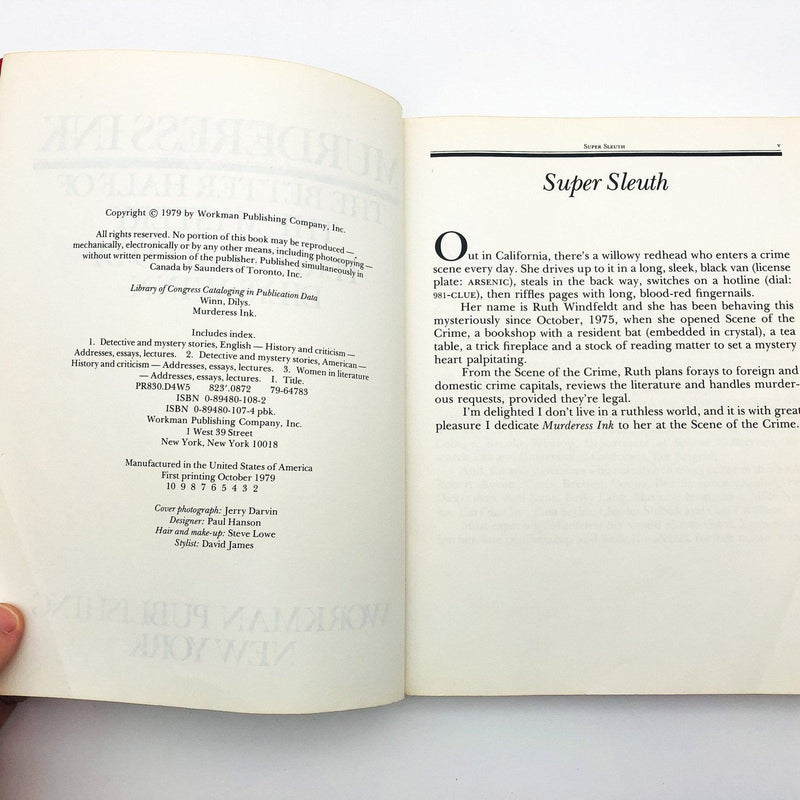 Copyright © 1979 by Workman Publishing Company, Inc.
All rights reserved. No portion of this book may be reproduced —
mechanically, electronically or by any other means, including photocopying —
without written permission of the publisher. Published simultaneously in
Canada by Saunders of Toronto, Inc.
Library of Congress Cataloging in Publication Data
Winn, Dilys.
Murderess Ink.
Includes index.
1. Detective and mystery stories, English — History and criticism —
Addresses, essays, lectures. 2. Detective and mystery stories, American —
History and criticism — Addresses, essays, lectures. 3. Women in literature
— Addresses, essays, lectures. I. Title.
PR830.D4W5 823'.0872 79-64783
ISBN 0-89480-108-2
ISBN 0-89480-107-4 pbk.
Workman Publishing Company, Inc.
1 West 39 Street
New York, New York 10018
Manufactured in the United States of America
First printing October 1979
10 9 8 7 6 5 4 3 2
Cover photograph: Jerry Darvin
Designer: Paul Hanson
Hair and make-up: Steve Lowe
Stylist: David James
SUPER SLEUTH v
Super Sleuth
Out in California, there's a willowy redhead who enters a crime
scene every day. She drives up to it in a long, sleek, black van (license
plate: ARSENIC), steals in the back way, switches on a hotline (dial:
981-CLUE), then riffles pages with long, blood-red fingernails.
Her name is Ruth Windfeldt and she has been behaving this
mysteriously since October, 1975, when she opened Scene of the
Crime, a bookshop with a resident bat (embedded in crystal), a tea
table, a trick fireplace and a stock of reading matter to set a mystery
heart palpitating.
From the Scene of the Crime, Ruth plans forays to foreign and
domestic crime capitals, reviews the literature and handles murder-
ous requests, provided they're legal.
I'm delighted I don't live in a ruthless world, and it is with great
pleasure I dedicate Murderess Ink to her at the Scene of the Crime.